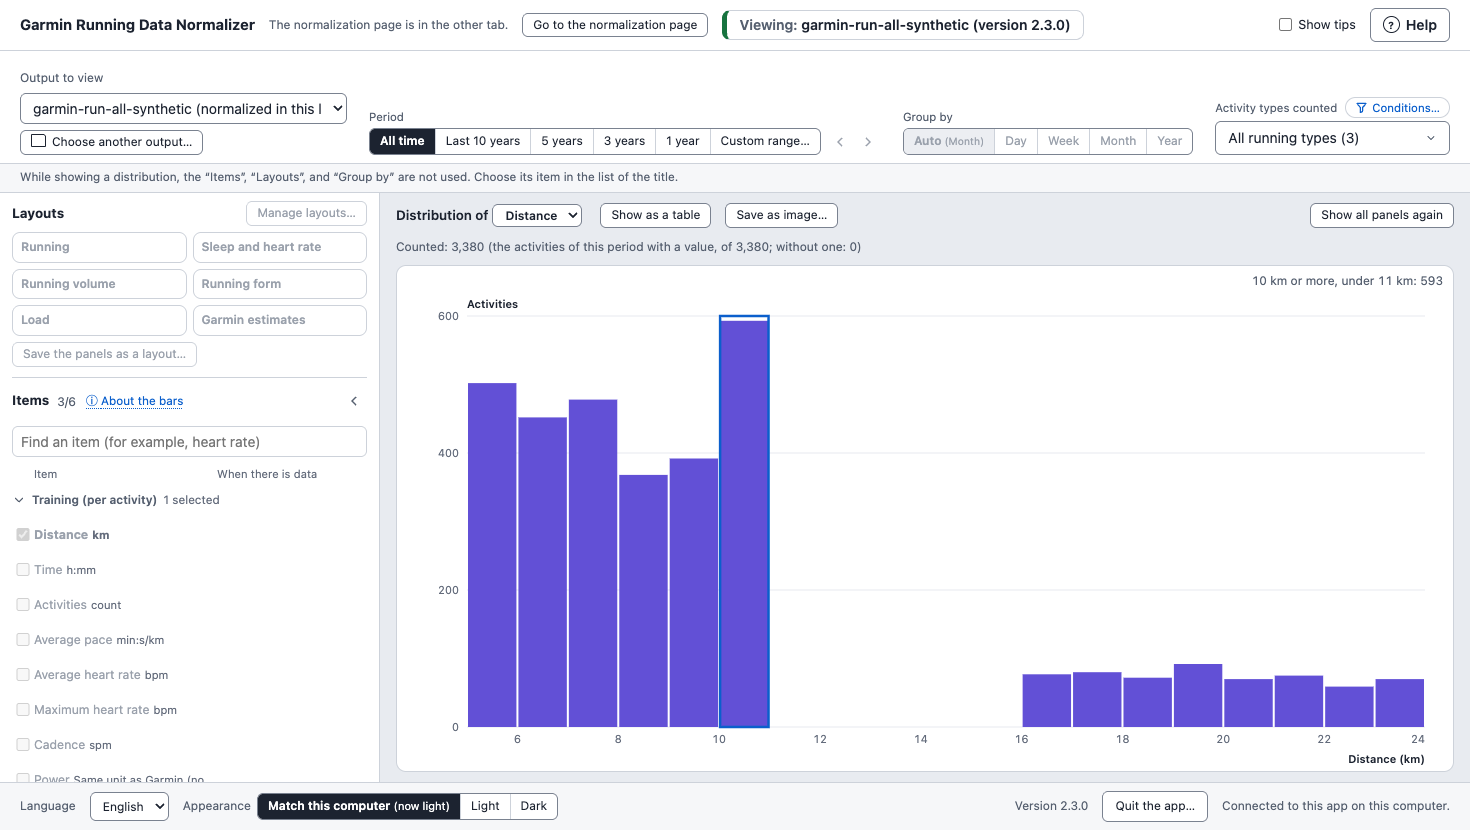 Garmin Running Data Normalizer
The normalization page is in the other tab.
Go to the normalization page
Viewing: garmin-run-all-synthetic (version 2.3.0)
Show tips
Help
Output to view
garmin-run-all-synthetic (normalized in this l
Choose another output...
Period
All time
Last 10 years
5 years
3 years
1 year
Custom range...
Group by
Auto (Month)
Day
Week
Month
Year
Activity types counted
Conditions...
All running types (3)
While showing a distribution, the “Items”, “Layouts”, and “Group by” are not used. Choose its item in the list of the title.
Layouts
Manage layouts...
Running
Sleep and heart rate
Running volume
Running form
Load
Garmin estimates
Save the panels as a layout...
Items 3/6
About the bars
Find an item (for example, heart rate)
Item
When there is data
Training (per activity) 1 selected
Distance km
Time h:mm
Activities count
Average pace min:s/km
Average heart rate bpm
Maximum heart rate bpm
Cadence spm
Power Same unit as Garmin (no
Distribution of
Distance
Show as a table
Save as image...
Show all panels again
Counted: 3,380 (the activities of this period with a value, of 3,380; without one: 0)
10 km or more, under 11 km: 593
Activities
600
400
200
0
6
8
10
12
14
16
18
20
22
24
Distance (km)
Language
English
Appearance
Match this computer (now light)
Light
Dark
Version 2.3.0
Quit the app...
Connected to this app on this computer.